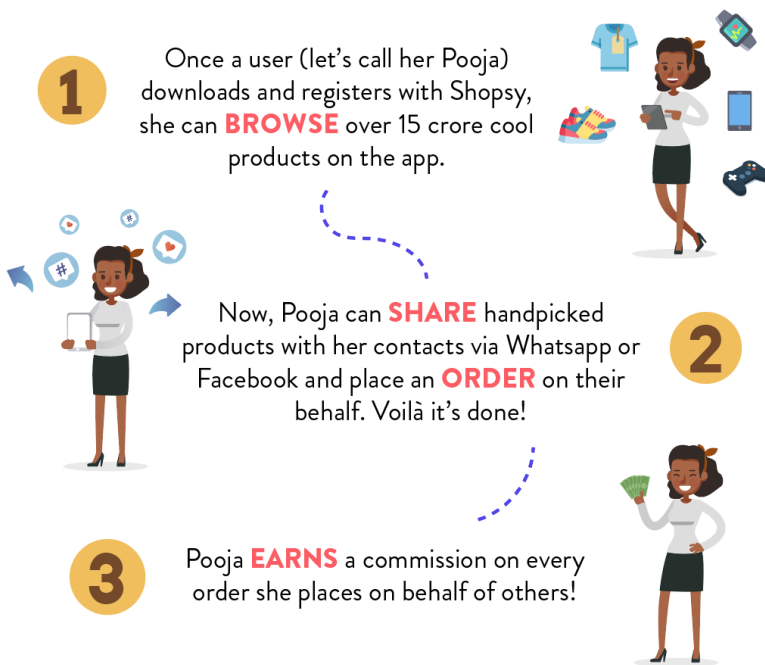 1
Once a user (let's call her Pooja)
downloads and registers with Shopsy,
she can BROWSE over 15 crore cool
products on the app.
#
#
Now, Pooja can SHARE handpicked
products with her contacts via Whatsapp or
Facebook and place an ORDER on their
behalf. Voilà it's done!
2
3
Pooja EARNS a commission on every
order she places on behalf of others!